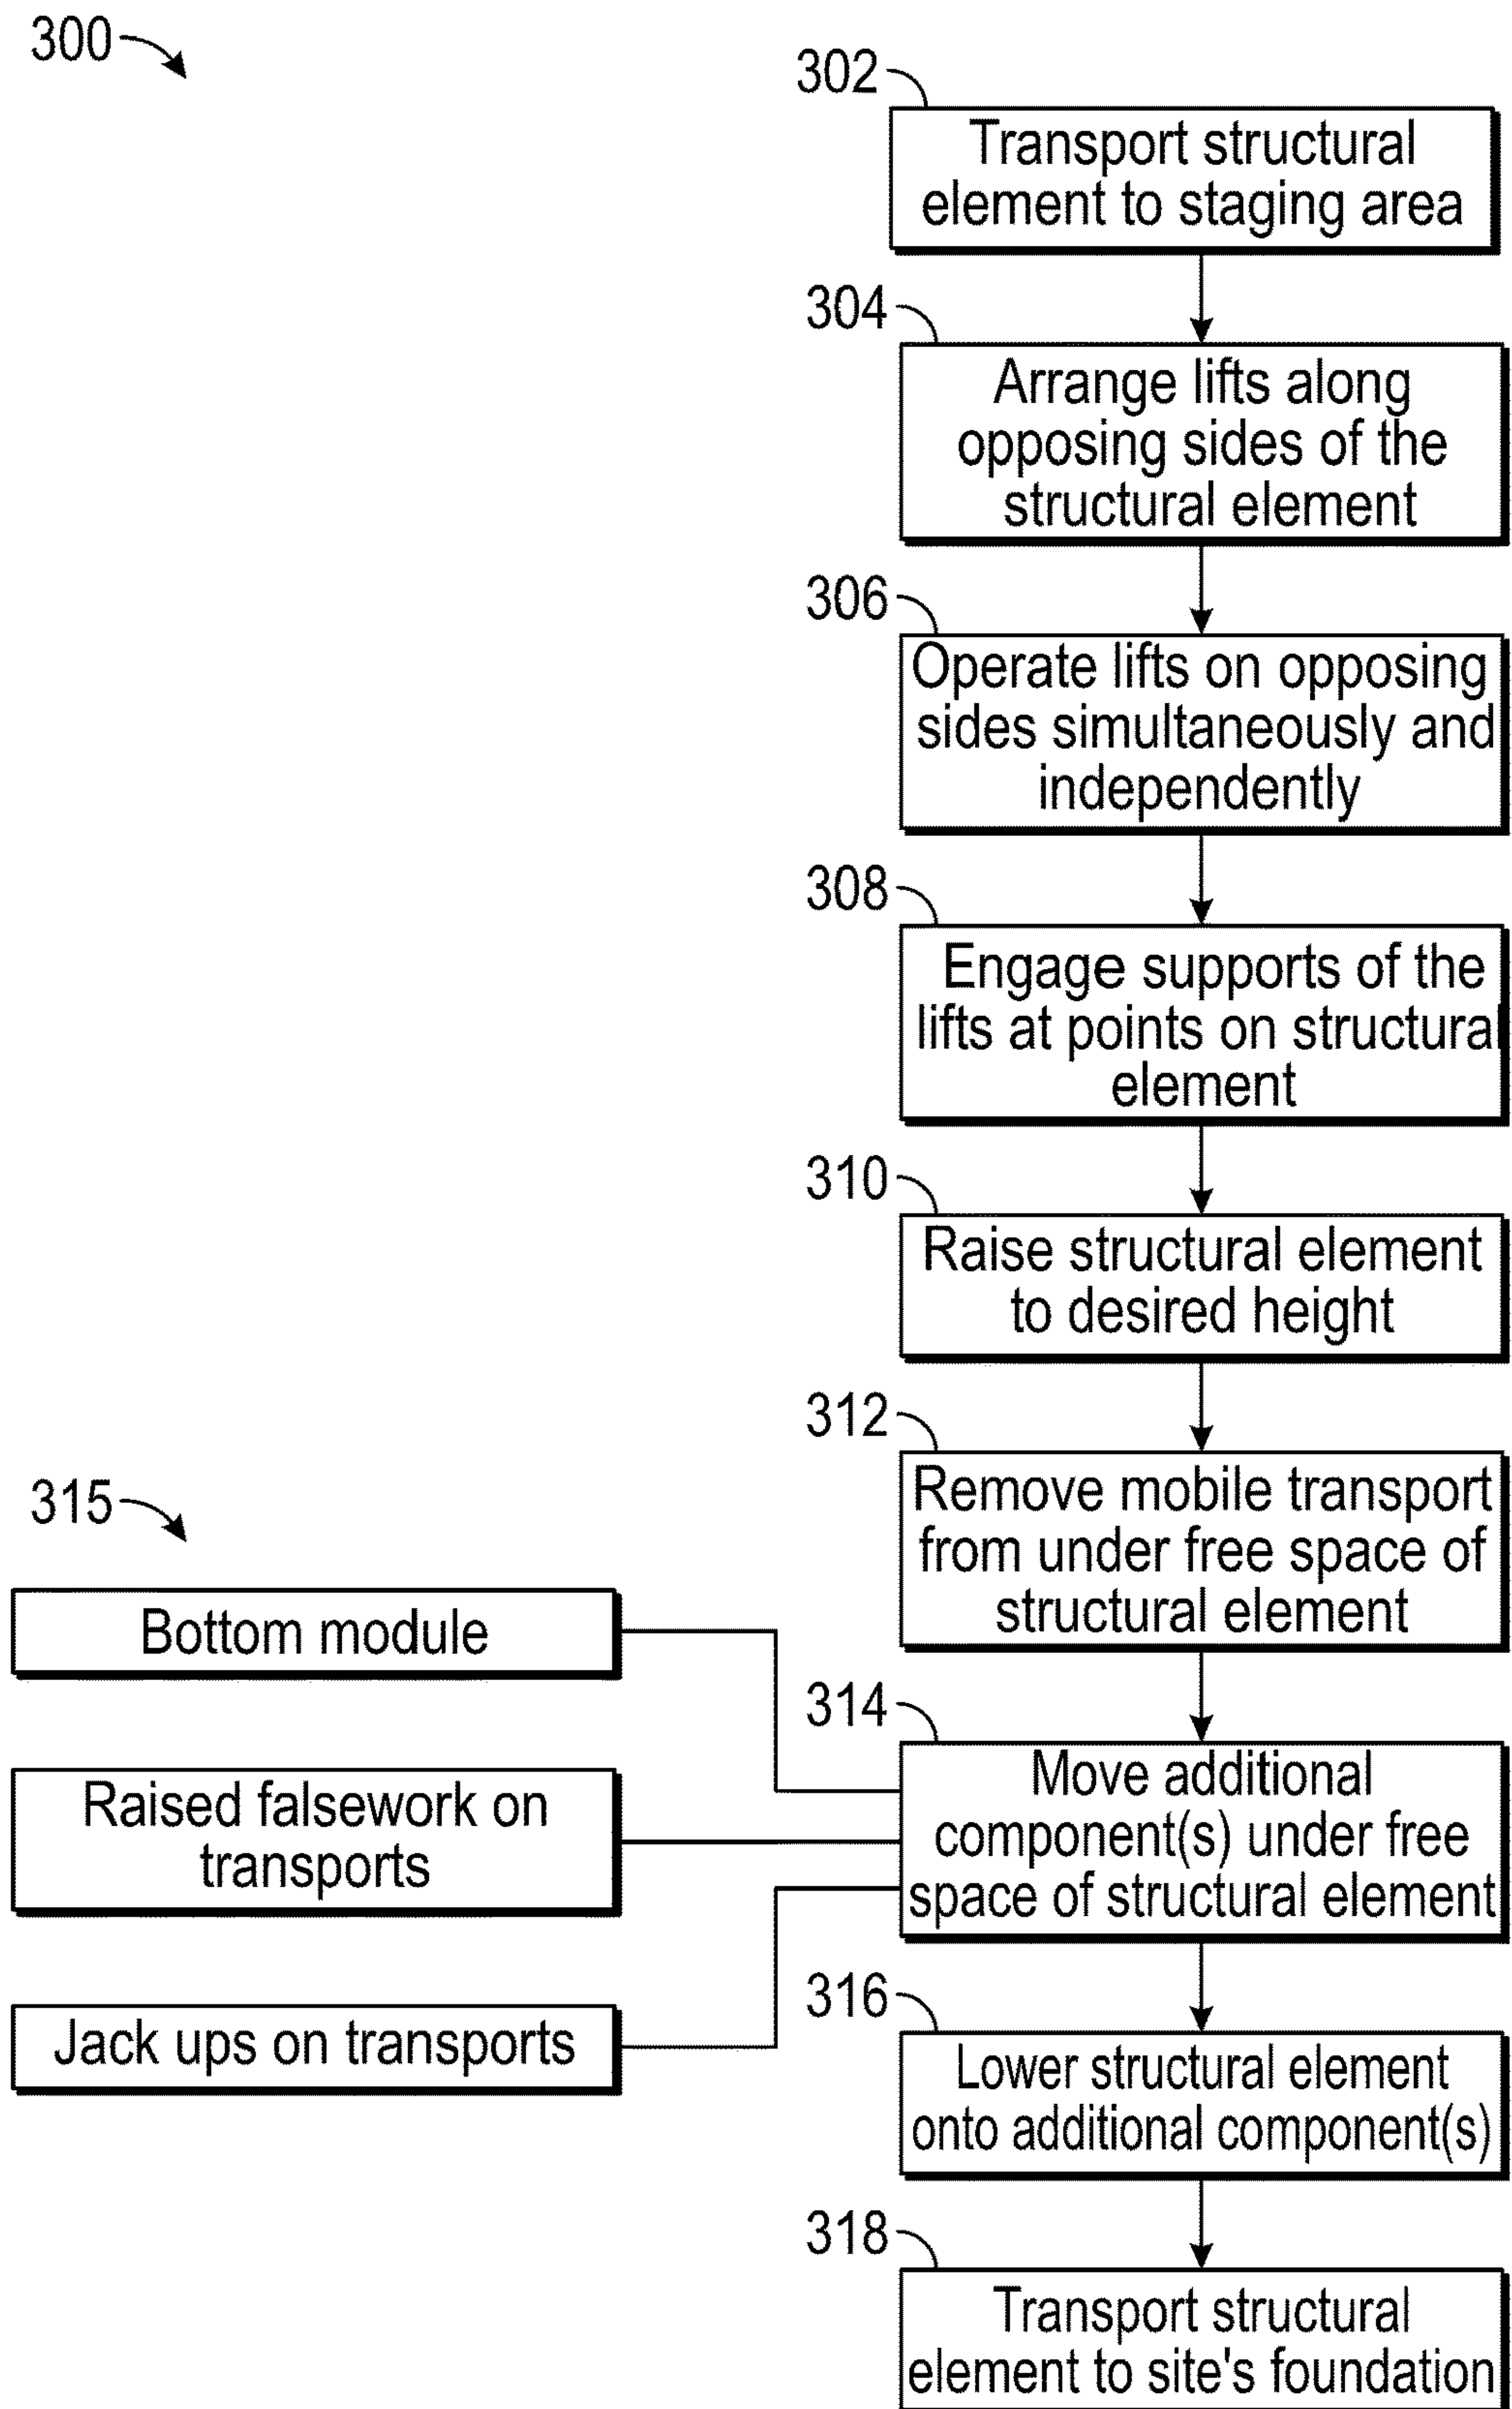 300
302
Transport structural
element to staging area
304
Arrange lifts along
opposing sides of the
structural element
306
Operate lifts on opposing
sides simultaneously and
independently
308
Engage supports of the
lifts at points on structural
element
310
Raise structural element
to desired height
312
Remove mobile transport
from under free space of
structural element
315
Bottom module
Raised falsework on
transports
Jack ups on transports
314
Move additional
component(s) under free
space of structural element
316
Lower structural element
onto additional component(s)
318
Transport structural
element to site's foundation